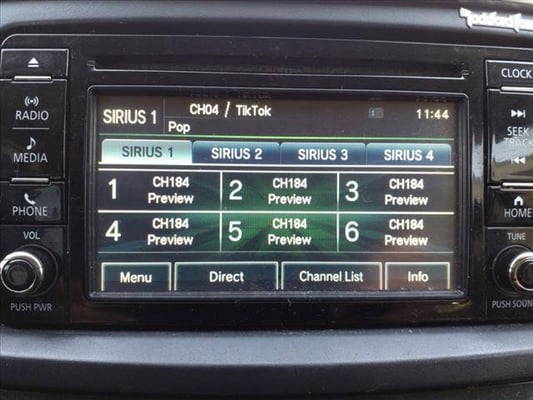 Rockford
CLOCK
RADIO
MEDIA
PHONE
VOL
PUSH PWR
SIRIUS 1
CH04 / TikTok
11:44
Pop
SIRIUS 1 SIRIUS 2 SIRIUS 3 SIRIUS 4
1 CH184 Preview
2 CH184 Preview
3 CH184 Preview
4 CH184 Preview
5 CH184 Preview
6 CH184 Preview
Menu Direct Channel List Info
SEEK
TRACK
HOME
TUNE
PUSH SOUND